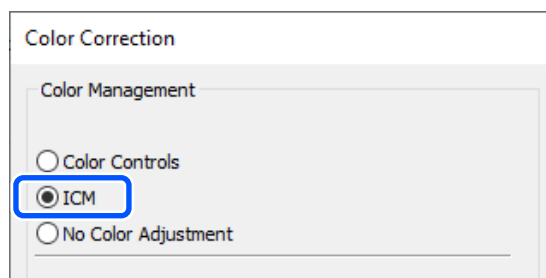 Color Correction
Color Management
Color Controls
ICM
No Color Adjustment